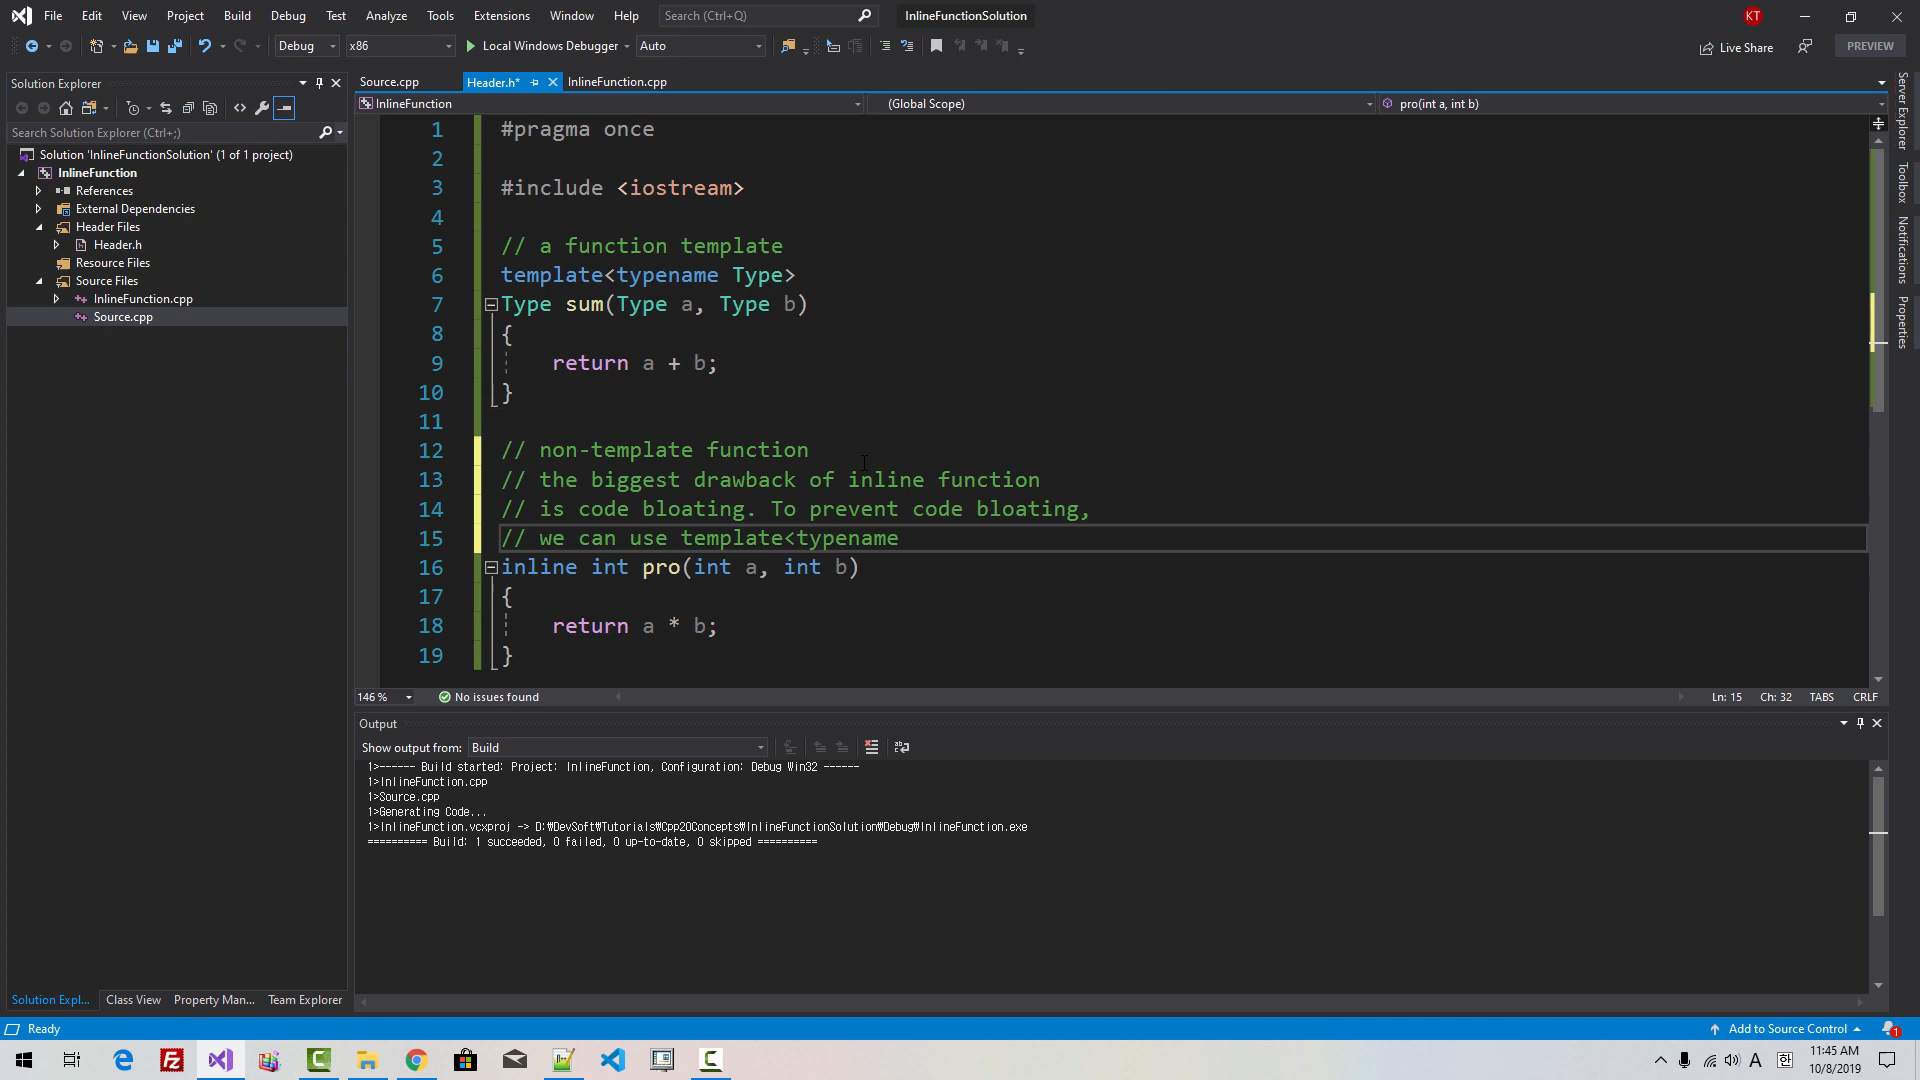 File Edit View Project Build Debug Test Analyze Tools Extensions Window Help Search (Ctrl+Q) InlineFunctionSolution KT
Debug x86 Local Windows Debugger Auto Live Share PREVIEW
Solution Explorer
Search Solution Explorer (Ctrl+;)
Solution 'InlineFunctionSolution' (1 of 1 project)
InlineFunction
References
External Dependencies
Header Files
Header.h
Resource Files
Source Files
InlineFunction.cpp
Source.cpp
Solution Expl... Class View Property Man... Team Explorer
Source.cpp Header.h* InlineFunction.cpp
InlineFunction (Global Scope) pro(int a, int b)
1 #pragma once
2
3 #include <iostream>
4
5 // a function template
6 template<typename Type>
7 Type sum(Type a, Type b)
8 {
9 return a + b;
10 }
11
12 // non-template function
13 // the biggest drawback of inline function
14 // is code bloating. To prevent code bloating,
15 // we can use template<typename
16 inline int pro(int a, int b)
17 {
18 return a * b;
19 }
146 % No issues found Ln: 15 Ch: 32 TABS CRLF
Output
Show output from: Build
1>------ Build started: Project: InlineFunction, Configuration: Debug Win32 ------
1>InlineFunction.cpp
1>Source.cpp
1>Generating Code...
1>InlineFunction.vcxproj -> D:₩DevSoft₩Tutorials₩Cpp20Concepts₩InlineFunctionSolution₩Debug₩InlineFunction.exe
========== Build: 1 succeeded, 0 failed, 0 up-to-date, 0 skipped ==========
Server Explorer
Toolbox
Notifications
Properties
Ready Add to Source Control 1
A 한 11:45 AM
10/8/2019